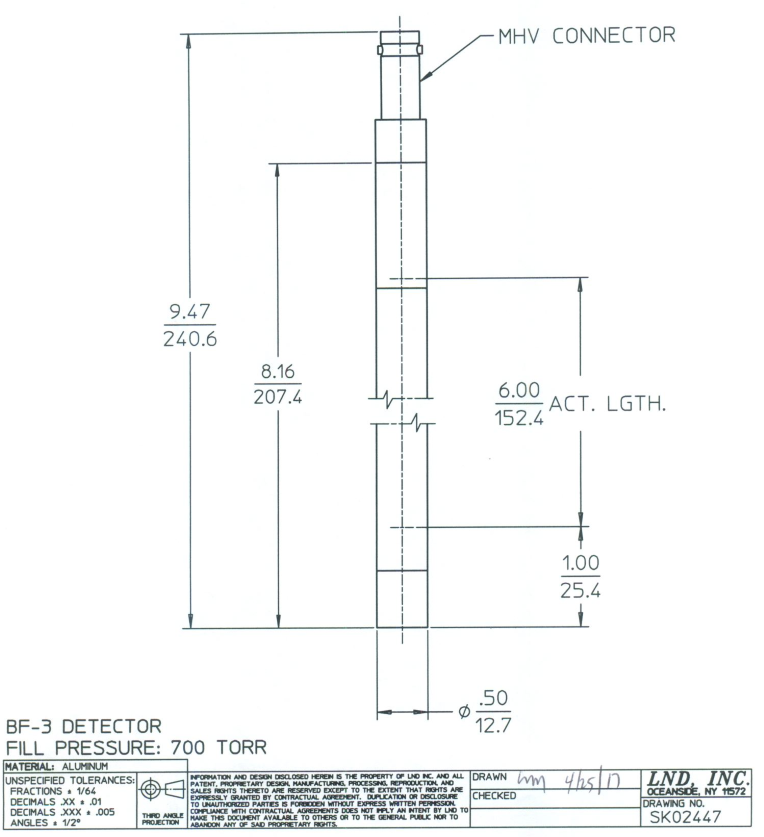 MHV CONNECTOR
9.47
240.6
8.16
207.4
6.00
152.4
ACT. LGTH.
1.00
25.4
Ø .50
12.7
BF-3 DETECTOR
FILL PRESSURE: 700 TORR
MATERIAL: ALUMINUM
UNSPECIFIED TOLERANCES:
FRACTIONS ± 1/64
DECIMALS .XX ± .01
DECIMALS .XXX ± .005
ANGLES ± 1/2°
THIRD ANGLE
PROJECTION
INFORMATION AND DESIGN DISCLOSED HEREIN IS THE PROPERTY OF LND INC. AND ALL
PATENT, PROPRIETARY DESIGN, MANUFACTURING, PROCESSING, REPRODUCTION, AND
SALES RIGHTS THERETO ARE RESERVED EXCEPT TO THE EXTENT THAT RIGHTS ARE
EXPRESSLY GRANTED BY CONTRACTUAL AGREEMENT. DUPLICATION OR DISCLOSURE
TO UNAUTHORIZED PARTIES IS FORBIDDEN WITHOUT EXPRESS WRITTEN PERMISSION.
COMPLIANCE WITH CONTRACTUAL AGREEMENTS DOES NOT IMPLY AN INTENT BY LND TO
MAKE THIS DOCUMENT AVAILABLE TO OTHERS OR TO THE GENERAL PUBLIC NOR TO
ABANDON ANY OF SAID PROPRIETARY RIGHTS.
DRAWN 4/25/17
CHECKED
LND, INC.
OCEANSIDE, NY 11572
DRAWING NO.
SK02447